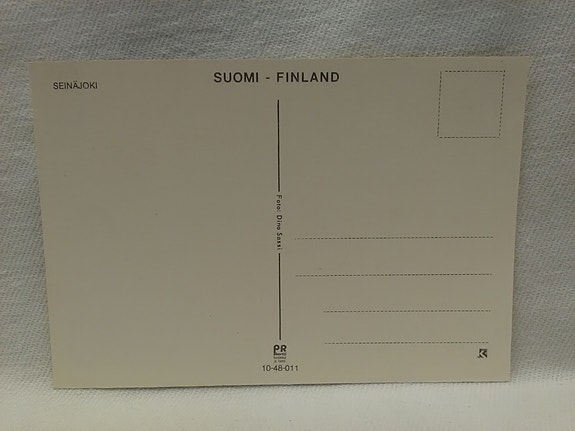 SUOMI - FINLAND
SEINÄJOKI
Foto: Dino Sassi
PR
10-48-011